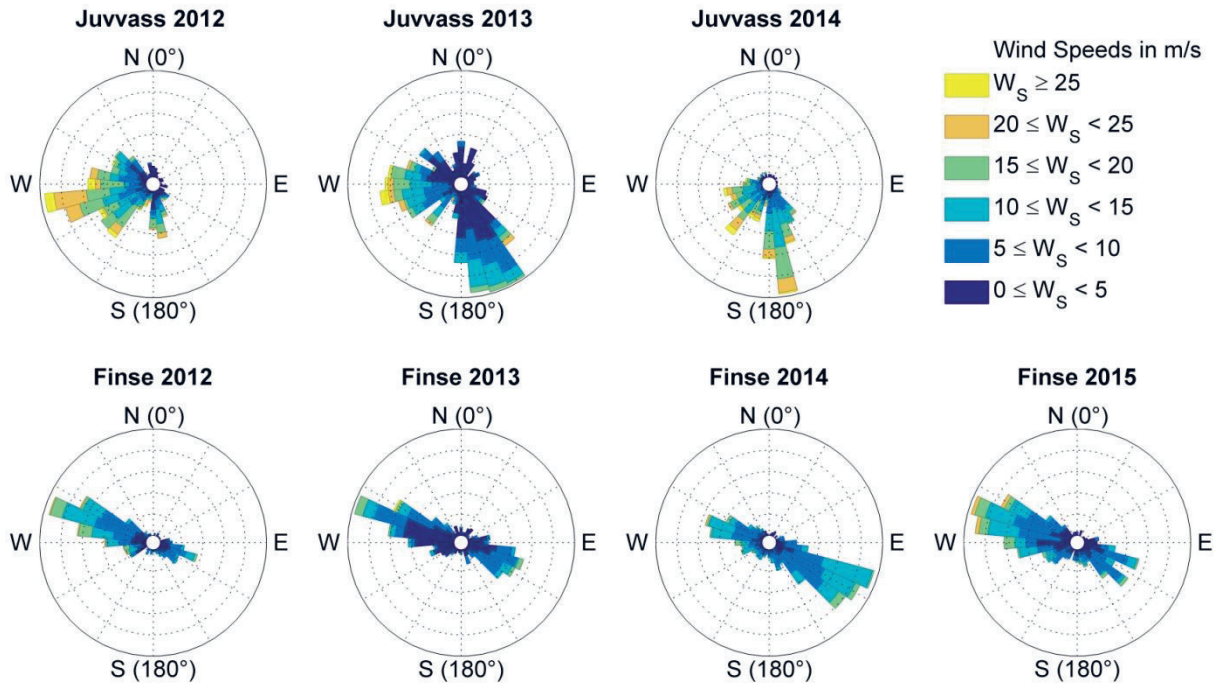 Juvvass 2012
Juvvass 2013
Juvvass 2014
N (0°)
N (0°)
N (0°)
W
E
W
E
W
E
S (180°)
S (180°)
S (180°)
Wind Speeds in m/s
W_S ≥ 25
20 ≤ W_S < 25
15 ≤ W_S < 20
10 ≤ W_S < 15
5 ≤ W_S < 10
0 ≤ W_S < 5
Finse 2012
Finse 2013
Finse 2014
Finse 2015
N (0°)
N (0°)
N (0°)
N (0°)
W
E
W
E
W
E
W
E
S (180°)
S (180°)
S (180°)
S (180°)